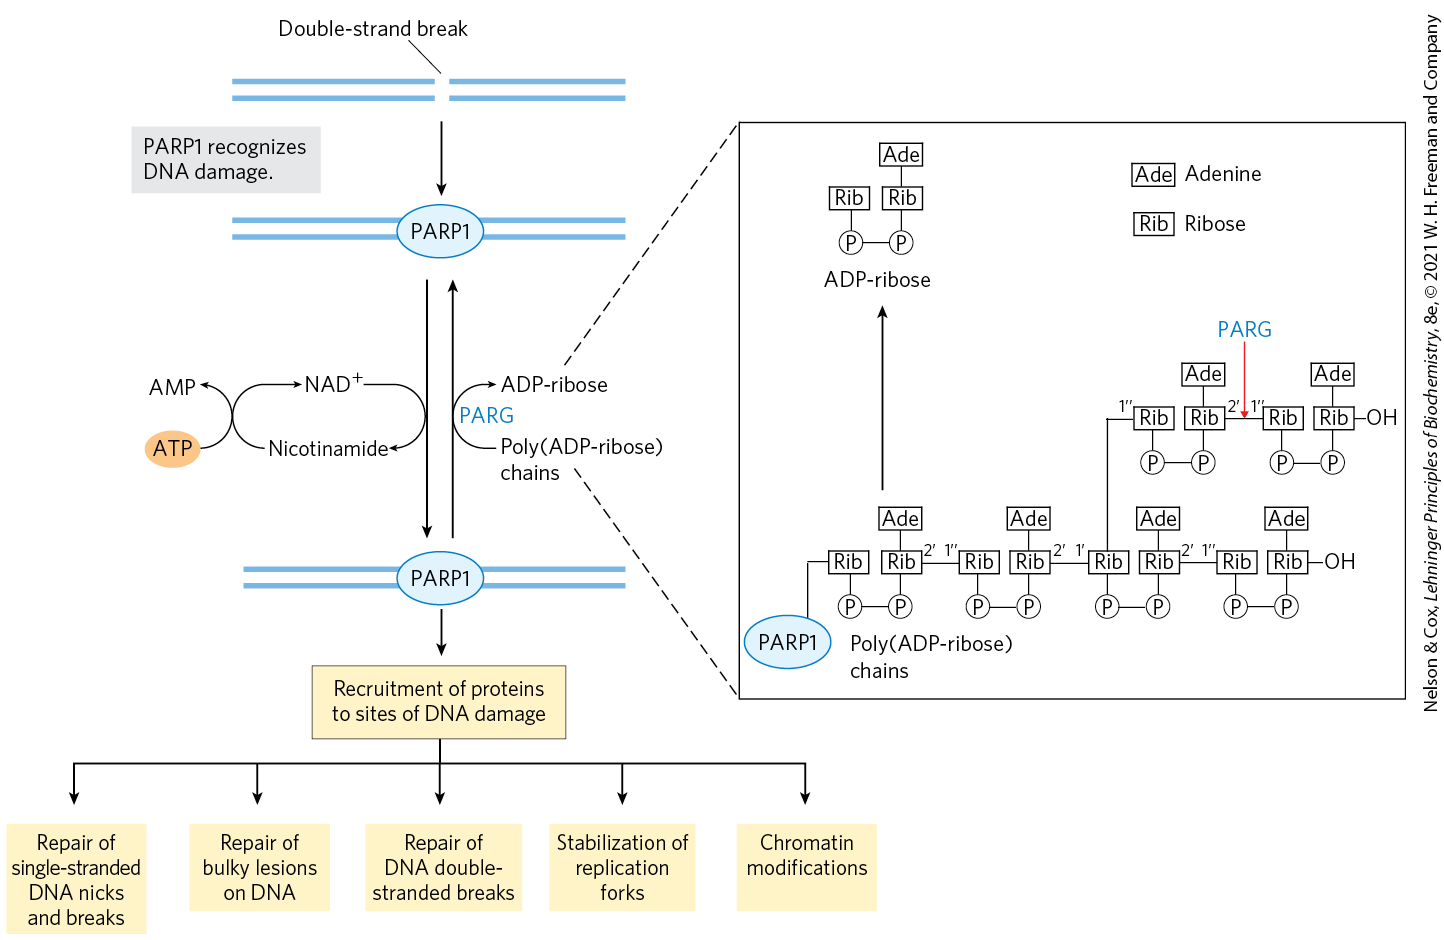 Double-strand break
PARP1 recognizes
DNA damage.
PARP1
AMP
NAD+
ADP-ribose
PARG
ATP
Nicotinamide
Poly(ADP-ribose)
chains
PARP1
Recruitment of proteins
to sites of DNA damage
Repair of
single-stranded
DNA nicks
and breaks
Repair of
bulky lesions
on DNA
Repair of
DNA double-
stranded breaks
Stabilization of
replication
forks
Chromatin
modifications
Ade
Rib Rib
P P
ADP-ribose
Ade Adenine
Rib Ribose
PARG
Ade Ade
1″ Rib Rib 2′ 1″ Rib Rib OH
P P P P
Ade Ade Ade Ade
Rib Rib 2′ 1″ Rib Rib 2′ 1′ Rib Rib 2′ 1″ Rib Rib OH
P P P P P P P P
PARP1
Poly(ADP-ribose)
chains
Nelson & Cox, Lehninger Principles of Biochemistry, 8e, © 2021 W. H. Freeman and Company